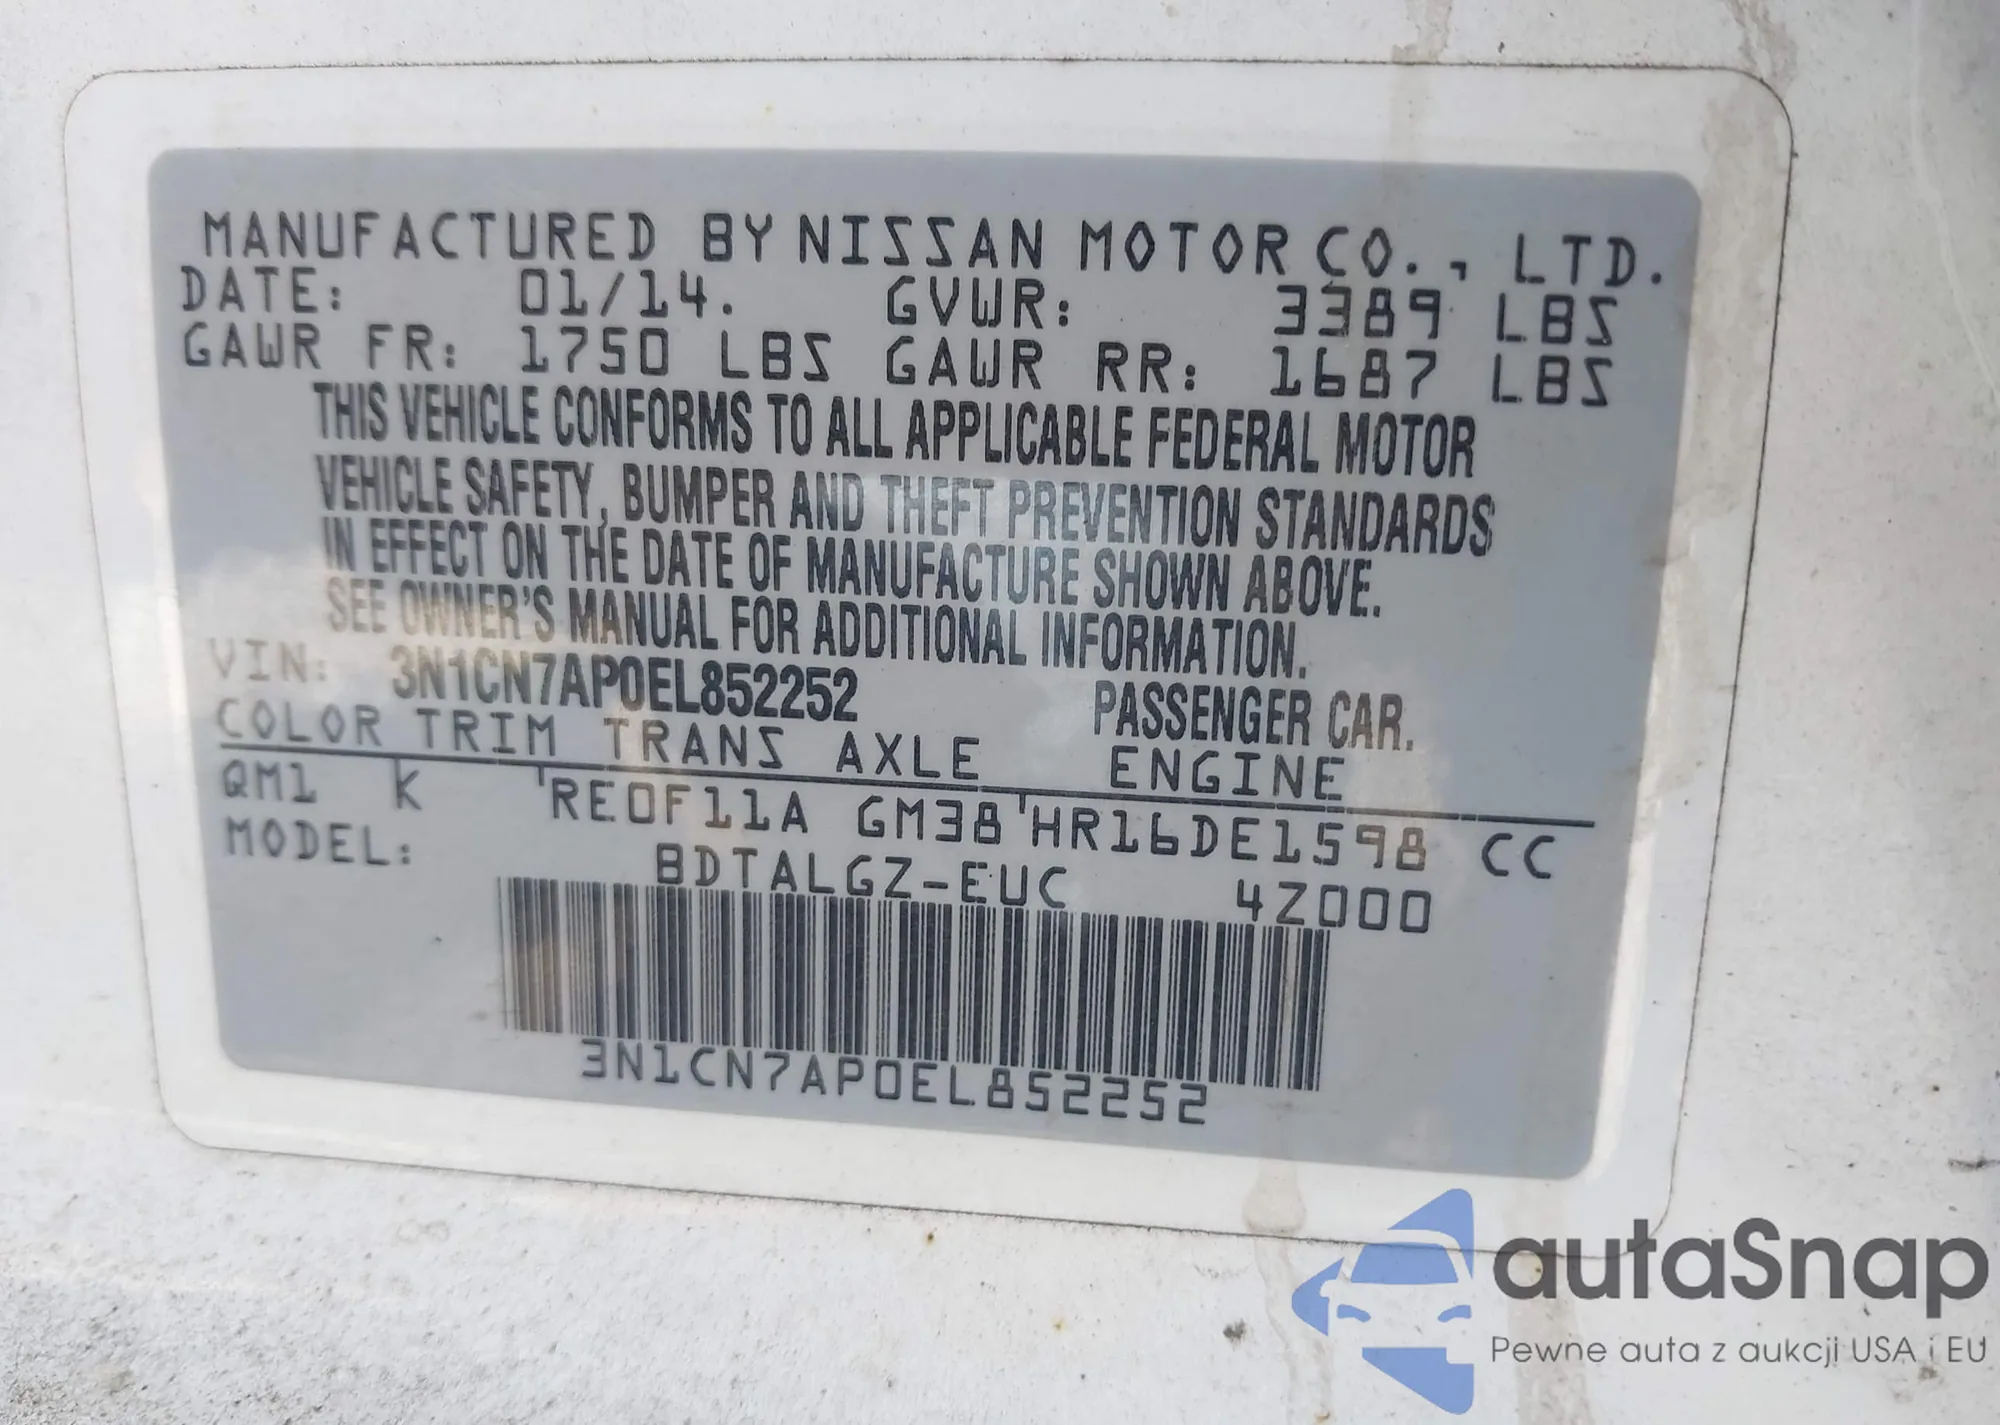 MANUFACTURED BY NISSAN MOTOR CO., LTD.
DATE: 01/14. GVWR: 3389 LBS
GAWR FR: 1750 LBS GAWR RR: 1687 LBS
THIS VEHICLE CONFORMS TO ALL APPLICABLE FEDERAL MOTOR
VEHICLE SAFETY, BUMPER AND THEFT PREVENTION STANDARDS
IN EFFECT ON THE DATE OF MANUFACTURE SHOWN ABOVE.
SEE OWNER'S MANUAL FOR ADDITIONAL INFORMATION.
VIN: 3N1CN7AP0EL852252 PASSENGER CAR.
COLOR TRIM TRANS AXLE ENGINE
QM1 K RE0F11A GM38 HR16DE1598 CC
MODEL: BDTALGZ-EUC 4Z000
3N1CN7AP0EL852252
autaSnap
Pewne auta z aukcji USA i EU